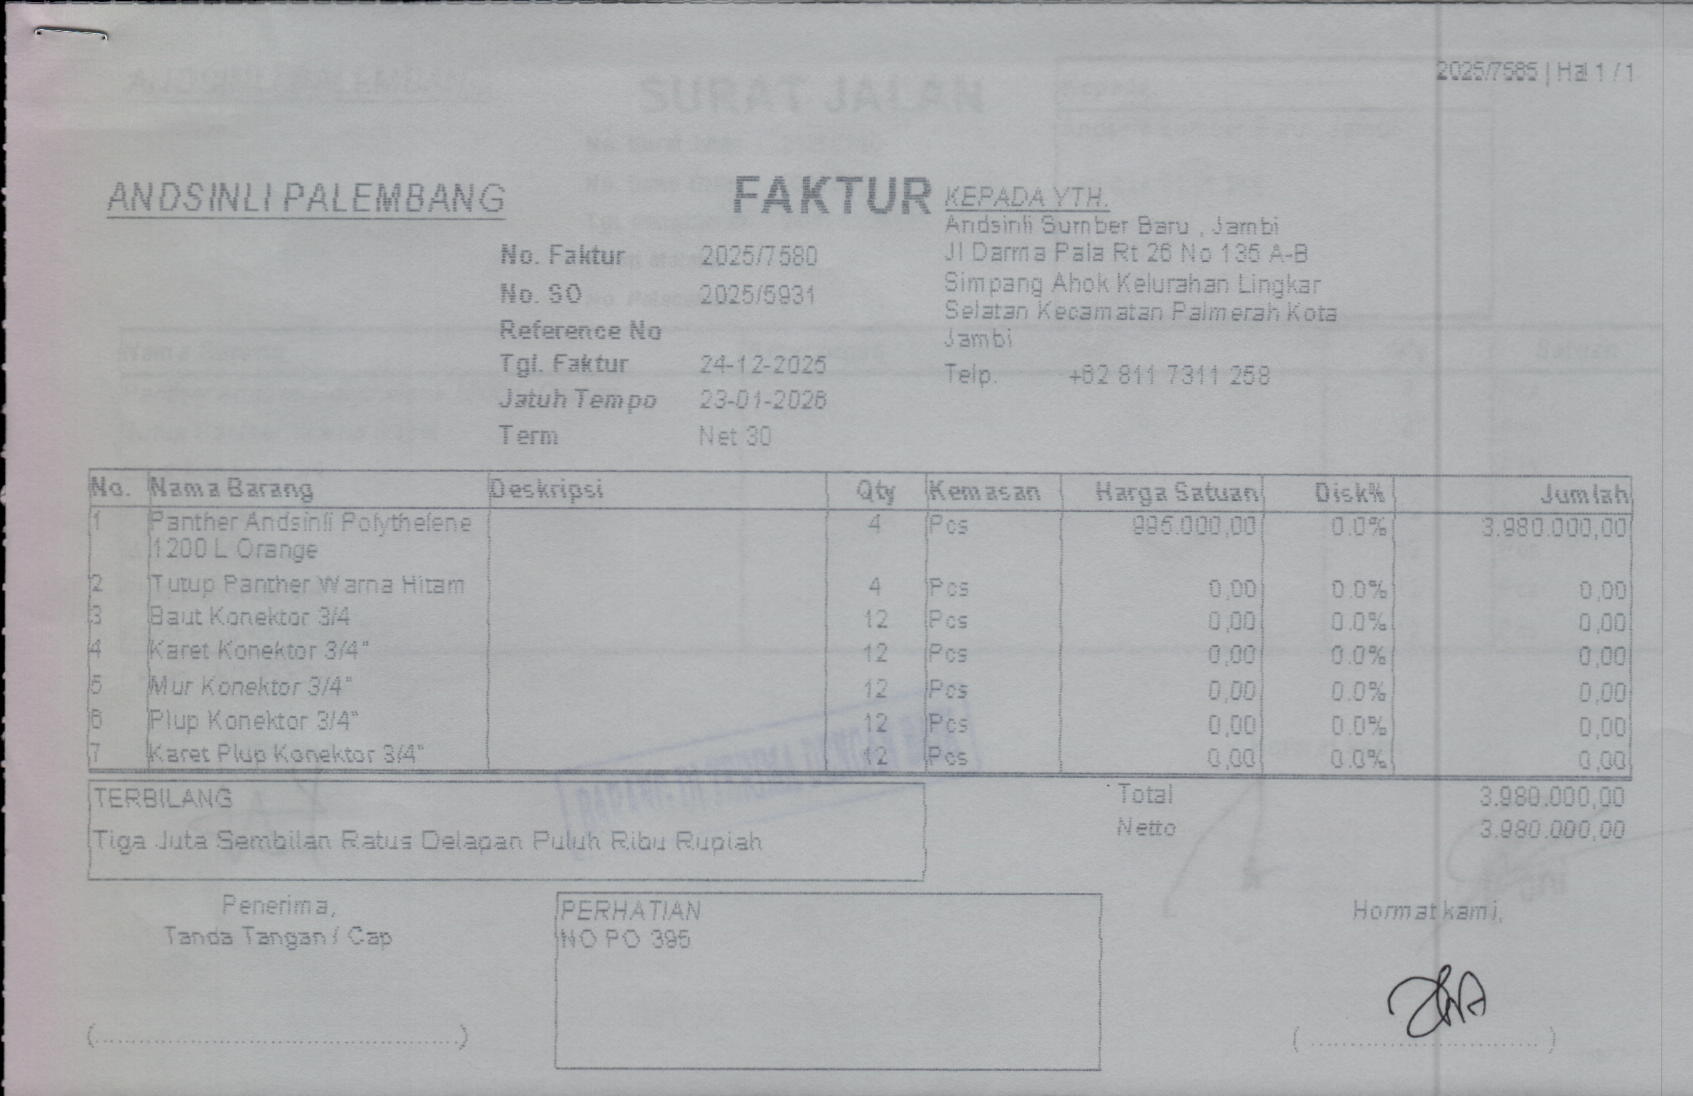 2025/7585 | Hal 1 / 1
SURAT JALAN
ANDSINLI PALEMBANG
FAKTUR
KEPADA YTH.
Andsinli Sumber Baru , Jambi
Jl Darma Pala Rt 26 No 135 A-B
Simpang Ahok Kelurahan Lingkar
Selatan Kecamatan Palmerah Kota
Jambi
Telp. +62 811 7311 258
No. Faktur 2025/7580
No. SO 2025/5931
Reference No
Tgl. Faktur 24-12-2025
Jatuh Tempo 23-01-2026
Term Net 30
No. Nama Barang Deskripsi Qty Kemasan Harga Satuan Disk% Jumlah
1 Panther Andsinli Polythelene 4 Pcs 995.000,00 0.0% 3.980.000,00
1200 L Orange
2 Tutup Panther Warna Hitam 4 Pcs 0,00 0.0% 0,00
3 Baut Konektor 3/4 12 Pcs 0,00 0.0% 0,00
4 Karet Konektor 3/4" 12 Pcs 0,00 0.0% 0,00
5 Mur Konektor 3/4" 12 Pcs 0,00 0.0% 0,00
6 Plup Konektor 3/4" 12 Pcs 0,00 0.0% 0,00
7 Karet Plup Konektor 3/4" 12 Pcs 0,00 0.0% 0,00
TERBILANG
Tiga Juta Sembilan Ratus Delapan Puluh Ribu Rupiah
Total 3.980.000,00
Netto 3.980.000,00
Penerima,
Tanda Tangan / Cap
PERHATIAN
NO PO 395
Hormat kami,
(..........................................)
(..........................)